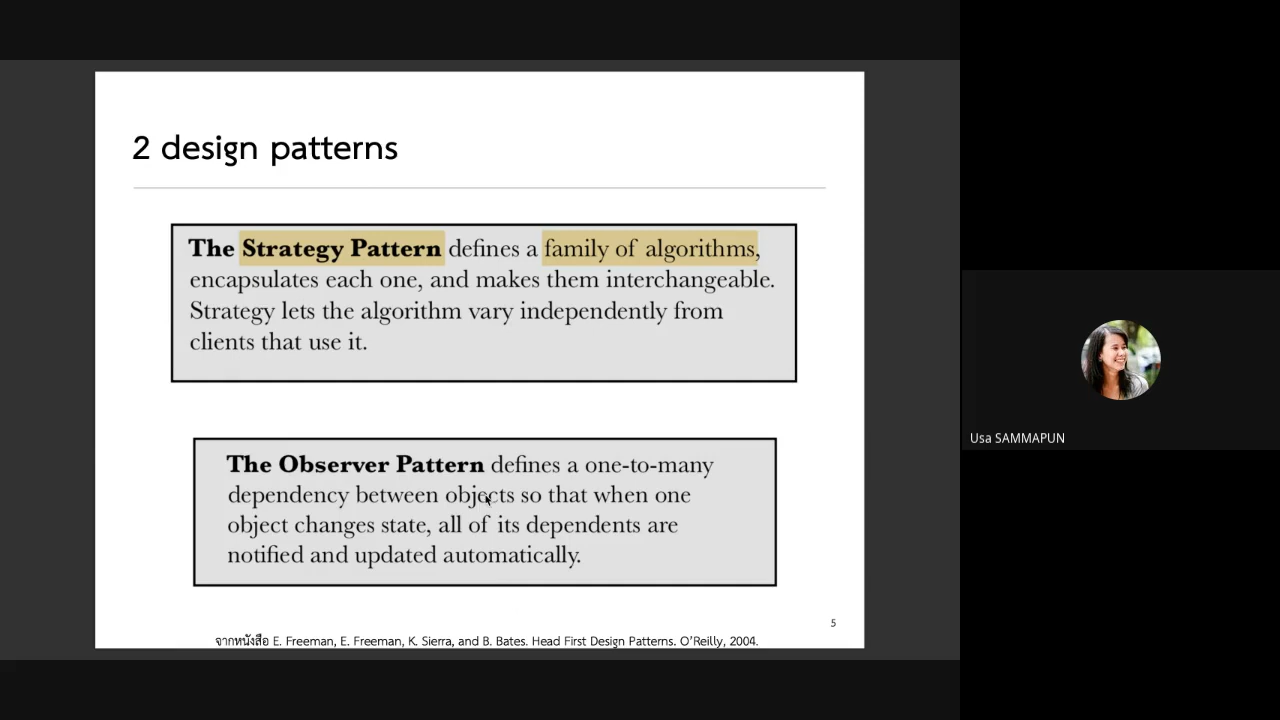 2 design patterns
The Strategy Pattern defines a family of algorithms,
encapsulates each one, and makes them interchangeable.
Strategy lets the algorithm vary independently from
clients that use it.
The Observer Pattern defines a one-to-many
dependency between objects so that when one
object changes state, all of its dependents are
notified and updated automatically.
5
จากหนังสือ E. Freeman, E. Freeman, K. Sierra, and B. Bates. Head First Design Patterns. O'Reilly, 2004.
Usa SAMMAPUN